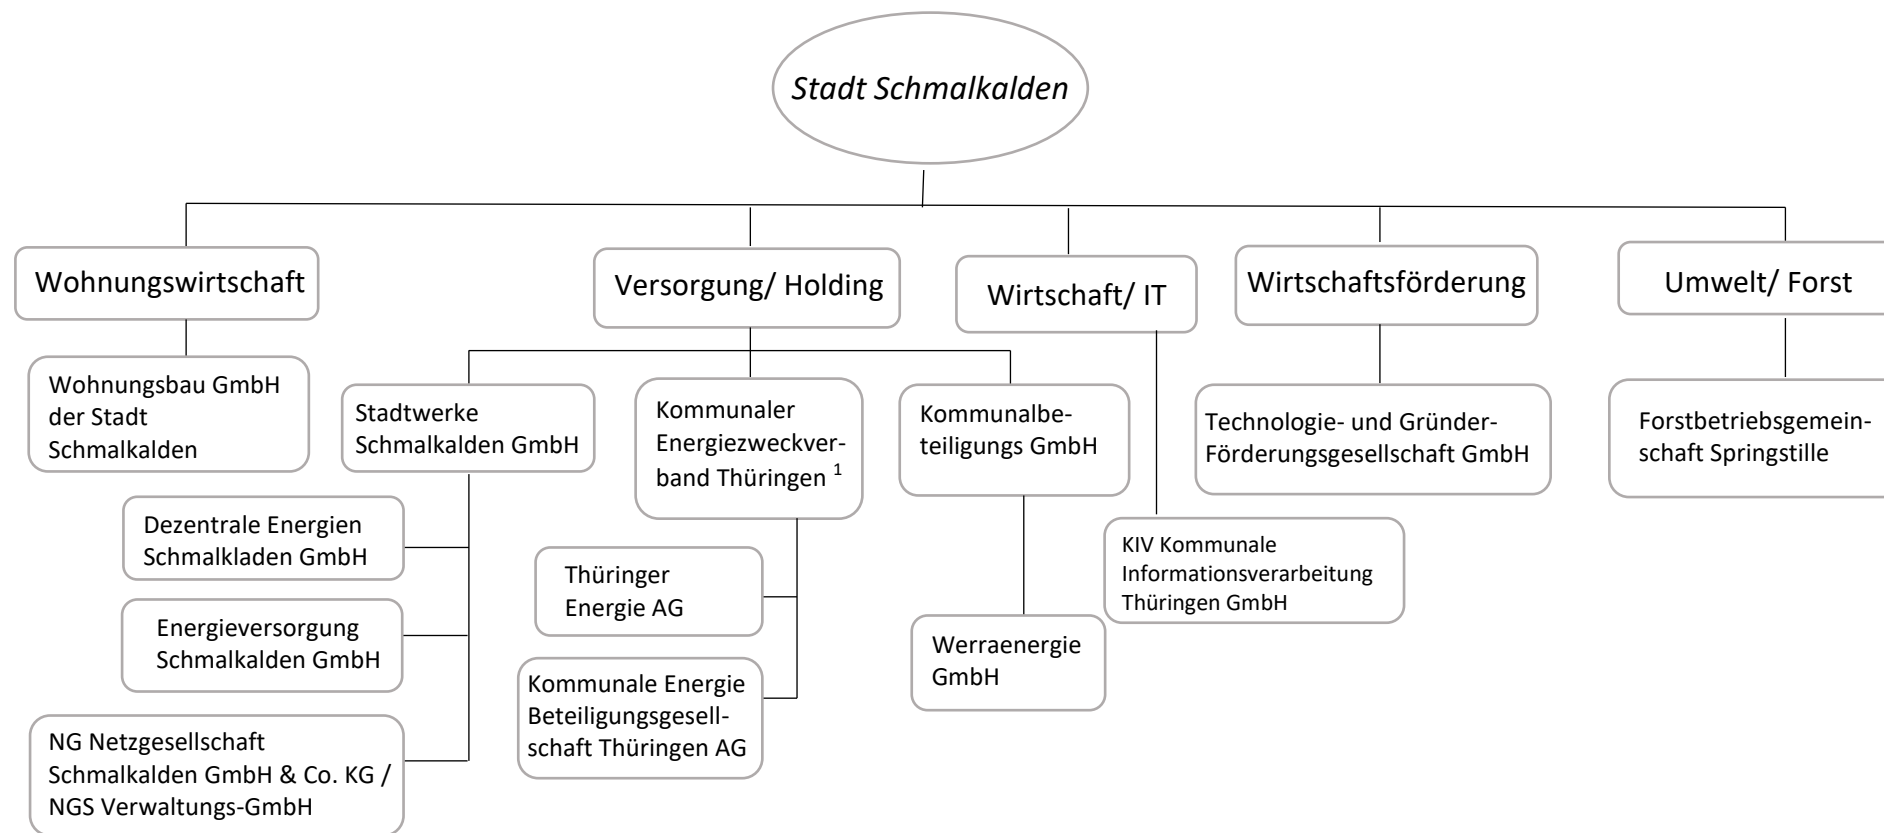 Stadt Schmalkalden
Wohnungswirtschaft
Versorgung/ Holding
Wirtschaft/ IT
Wirtschaftsförderung
Umwelt/ Forst
Wohnungsbau GmbH
der Stadt
Schmalkalden
Stadtwerke
Schmalkalden GmbH
Kommunaler
Energiezweckver-
band Thüringen ¹
Kommunalbe-
teiligungs GmbH
Technologie- und Gründer-
Förderungsgesellschaft GmbH
Forstbetriebsgemein-
schaft Springstille
Dezentrale Energien
Schmalkladen GmbH
Thüringer
Energie AG
KIV Kommunale
Informationsverarbeitung
Thüringen GmbH
Energieversorgung
Schmalkalden GmbH
Werraenergie
GmbH
Kommunale Energie
Beteiligungsgesell-
schaft Thüringen AG
NG Netzgesellschaft
Schmalkalden GmbH & Co. KG /
NGS Verwaltungs-GmbH